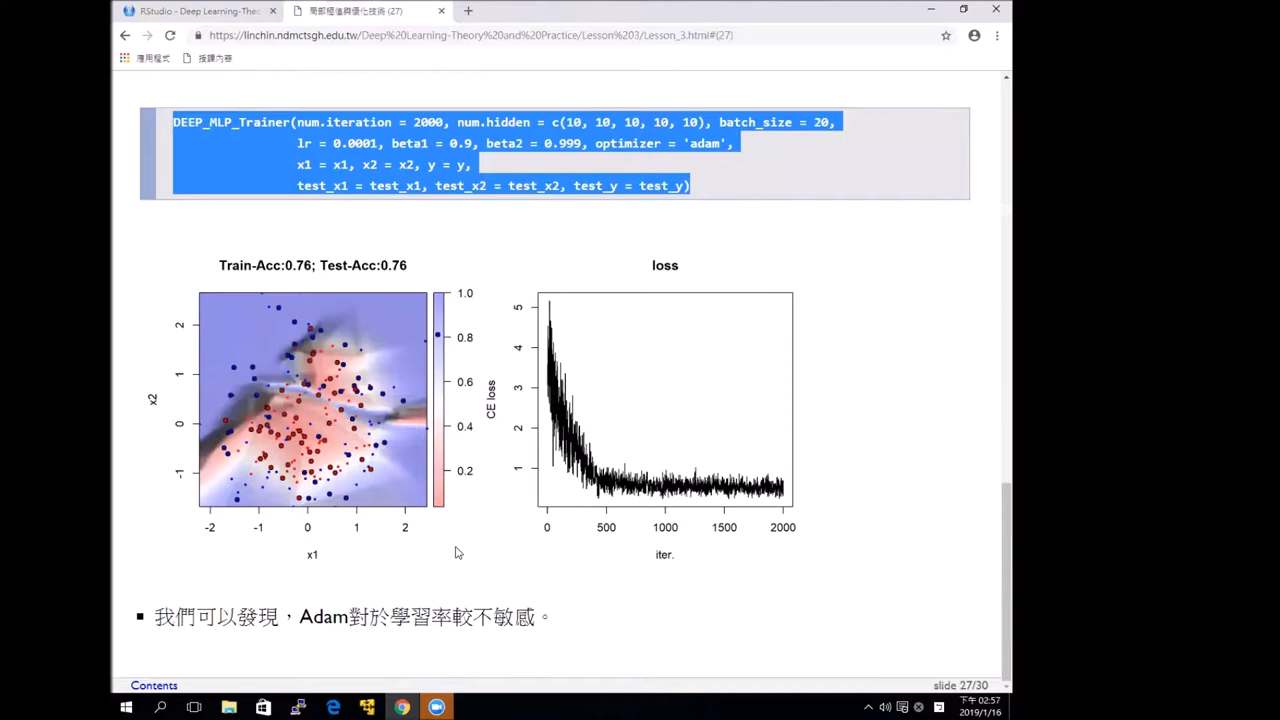 RStudio - Deep Learning-Theo
局部極值與優化技術 (27)
https://linchin.ndmctsgh.edu.tw/Deep%20Learning-Theory%20and%20Practice/Lesson%203/Lesson_3.html#(27)
應用程式
授課內容
DEEP_MLP_Trainer(num.iteration = 2000, num.hidden = c(10, 10, 10, 10, 10), batch_size = 20,
lr = 0.0001, beta1 = 0.9, beta2 = 0.999, optimizer = 'adam',
x1 = x1, x2 = x2, y = y,
test_x1 = test_x1, test_x2 = test_x2, test_y = test_y)
Train-Acc:0.76; Test-Acc:0.76
x2
2
1
0
-1
-2 -1 0 1 2
x1
1.0
0.8
0.6
0.4
0.2
loss
CE loss
5
4
3
2
1
0 500 1000 1500 2000
iter.
我們可以發現，Adam對於學習率較不敏感。
Contents
slide 27/30
下午 02:57
2019/1/16